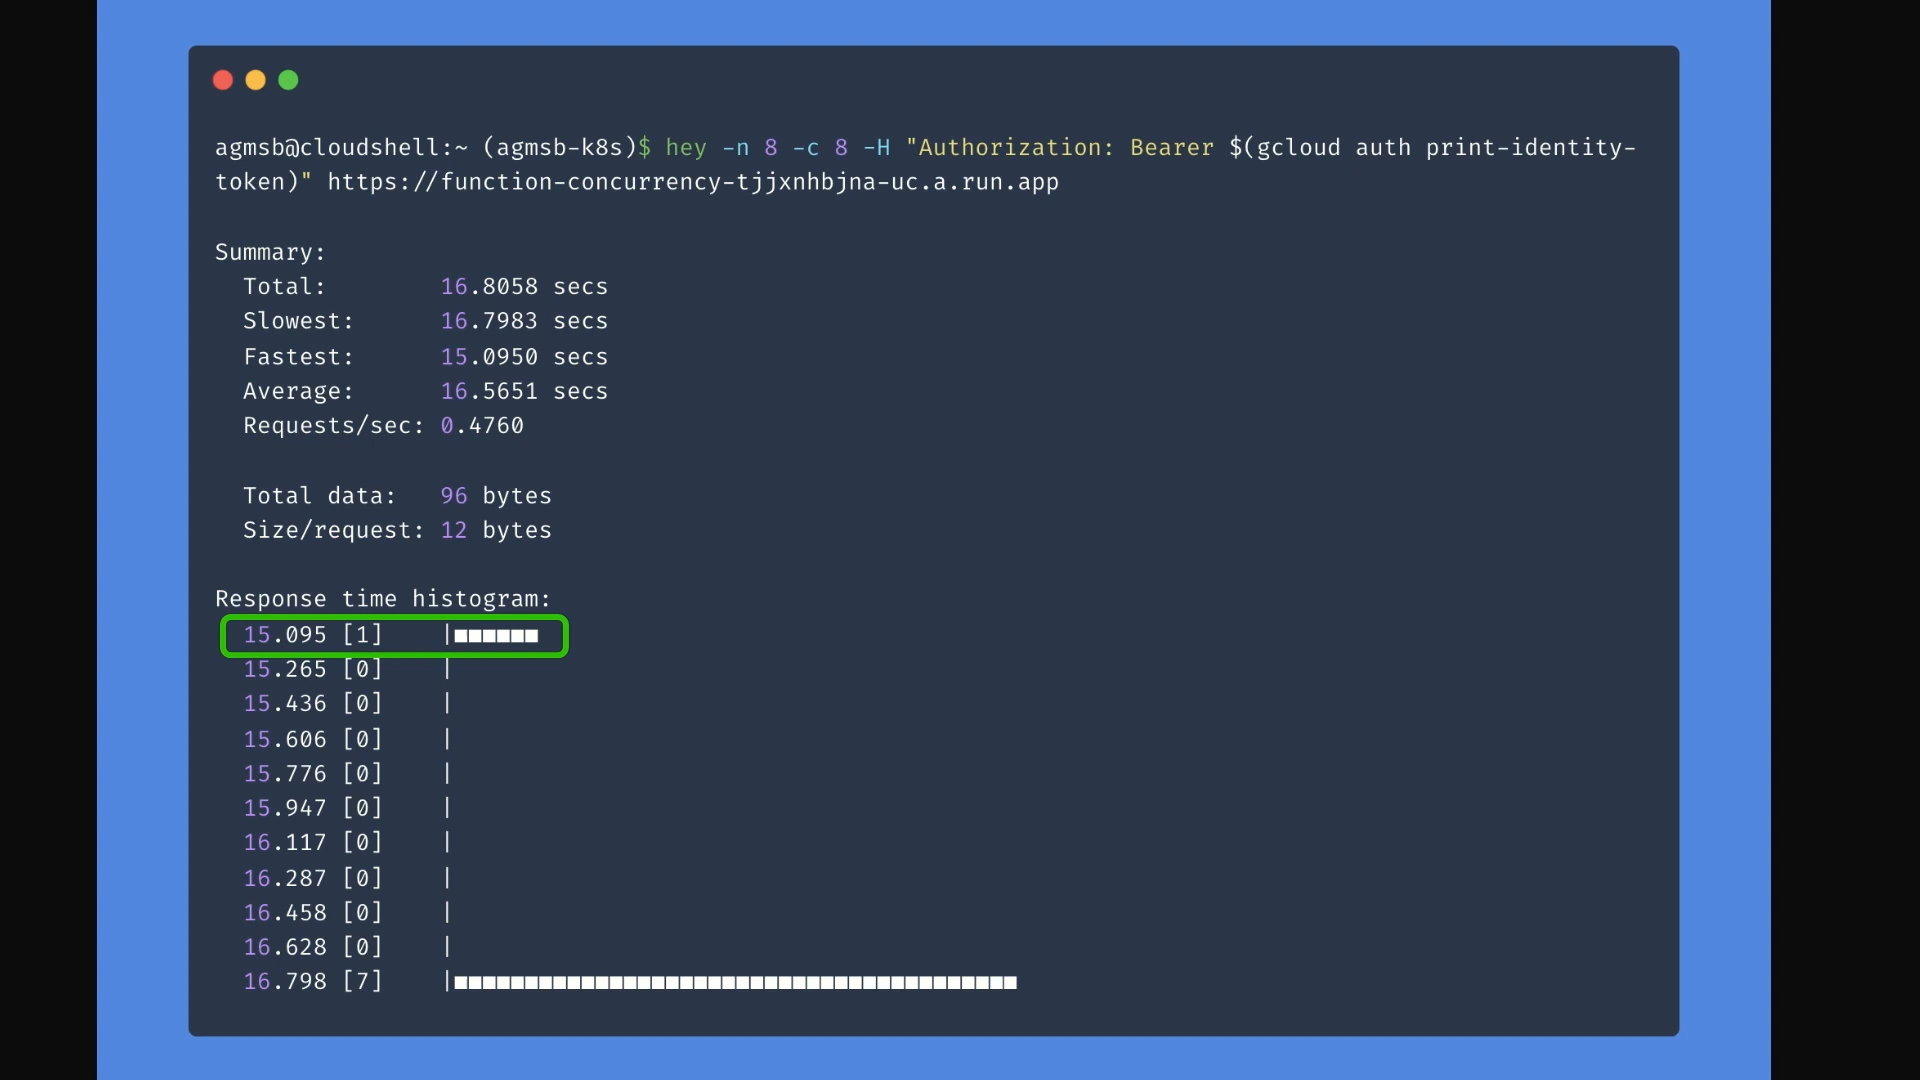 agmsb@cloudshell:~ (agmsb-k8s)$ hey -n 8 -c 8 -H "Authorization: Bearer $(gcloud auth print-identity-
token)" https://function-concurrency-tjjxnhbjna-uc.a.run.app
Summary:
Total: 16.8058 secs
Slowest: 16.7983 secs
Fastest: 15.0950 secs
Average: 16.5651 secs
Requests/sec: 0.4760
Total data: 96 bytes
Size/request: 12 bytes
Response time histogram:
15.095 [1] |■■■■■■
15.265 [0] |
15.436 [0] |
15.606 [0] |
15.776 [0] |
15.947 [0] |
16.117 [0] |
16.287 [0] |
16.458 [0] |
16.628 [0] |
16.798 [7] |■■■■■■■■■■■■■■■■■■■■■■■■■■■■■■■■■■■■■■■■